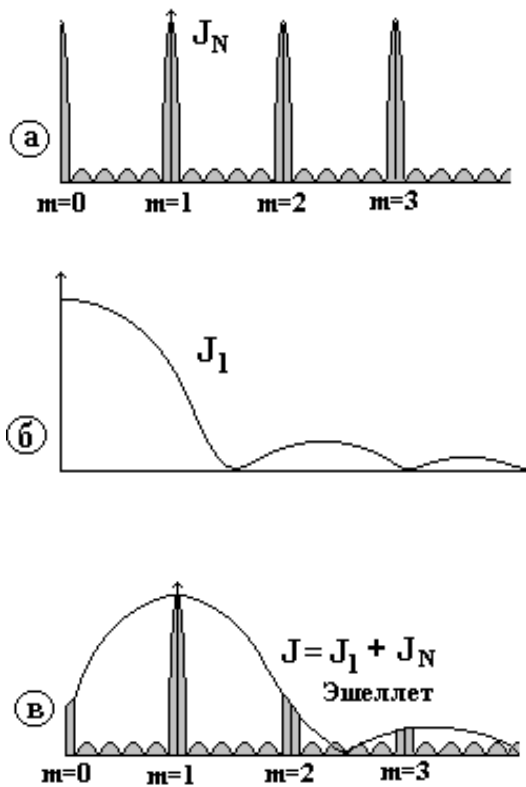 J_N
а
m=0 m=1 m=2 m=3
J_1
б
J = J_1 + J_N
Эшеллет
в
m=0 m=1 m=2 m=3